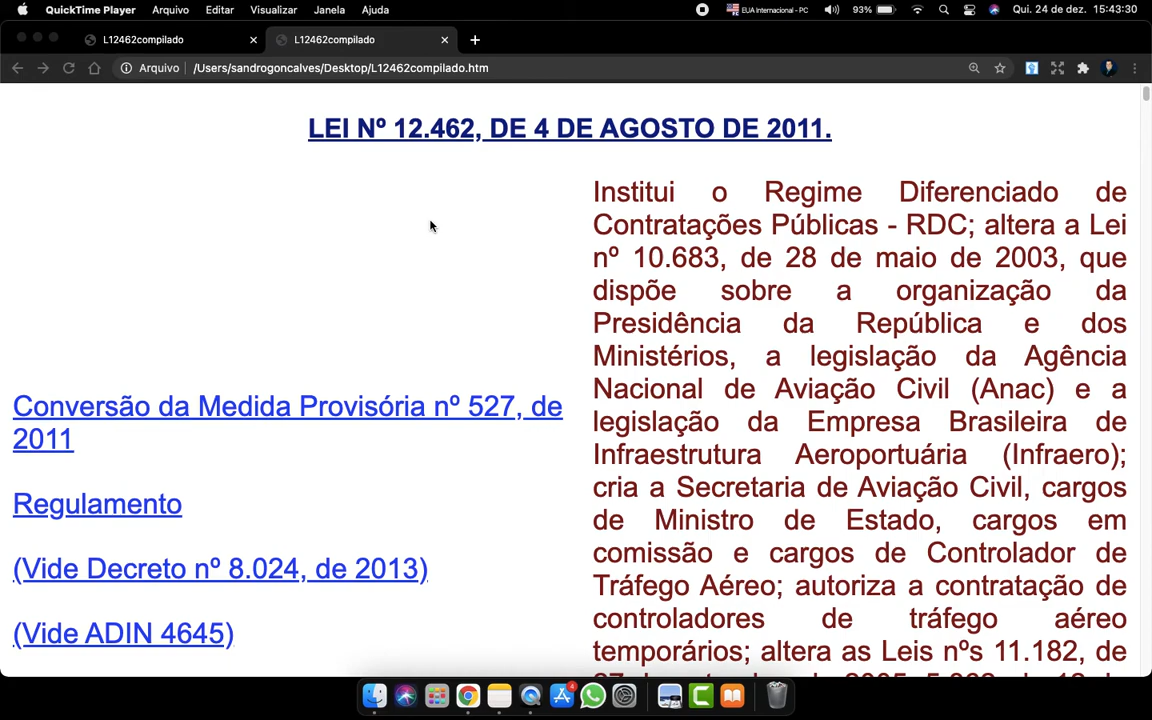 QuickTime Player Arquivo Editar Visualizar Janela Ajuda EUA Internacional - PC 93% Qui. 24 de dez. 15:43:30
L12462compilado L12462compilado
Arquivo /Users/sandrogoncalves/Desktop/L12462compilado.htm
LEI Nº 12.462, DE 4 DE AGOSTO DE 2011.
Conversão da Medida Provisória nº 527, de
2011
Regulamento
(Vide Decreto nº 8.024, de 2013)
(Vide ADIN 4645)
Institui o Regime Diferenciado de
Contratações Públicas - RDC; altera a Lei
nº 10.683, de 28 de maio de 2003, que
dispõe sobre a organização da
Presidência da República e dos
Ministérios, a legislação da Agência
Nacional de Aviação Civil (Anac) e a
legislação da Empresa Brasileira de
Infraestrutura Aeroportuária (Infraero);
cria a Secretaria de Aviação Civil, cargos
de Ministro de Estado, cargos em
comissão e cargos de Controlador de
Tráfego Aéreo; autoriza a contratação de
controladores de tráfego aéreo
temporários; altera as Leis nºs 11.182, de